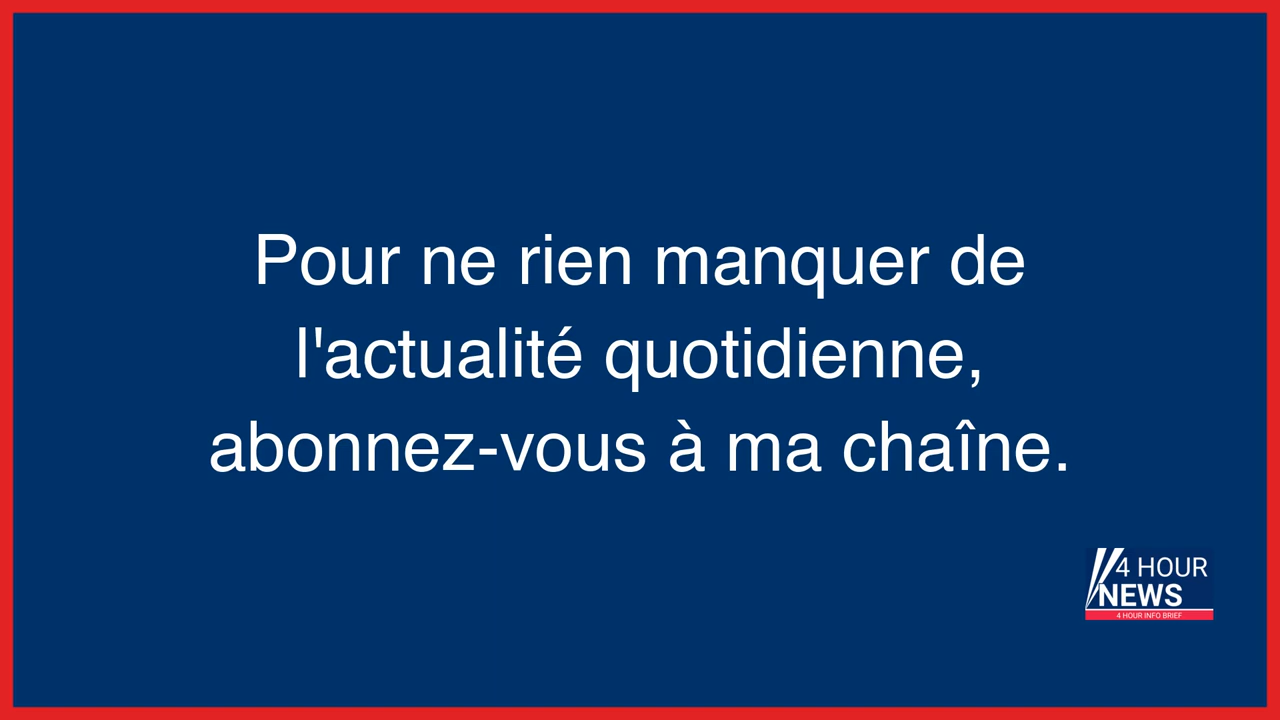 Pour ne rien manquer de
l'actualité quotidienne,
abonnez-vous à ma chaîne.
4 HOUR
NEWS
4 HOUR INFO BRIEF